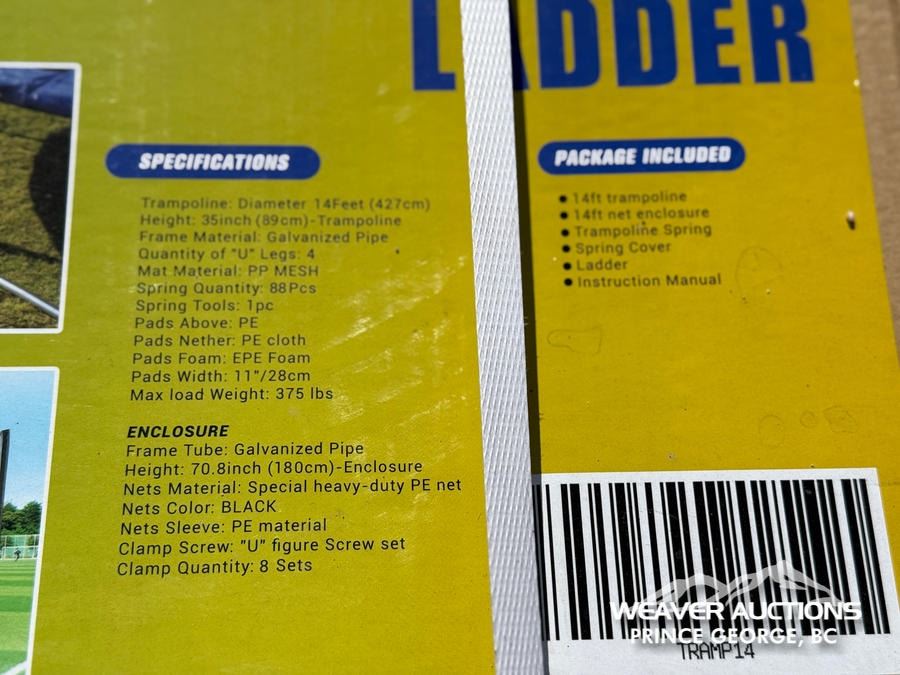 LADDER
SPECIFICATIONS
Trampoline: Diameter 14Feet (427cm)
Height: 35inch (89cm)-Trampoline
Frame Material: Galvanized Pipe
Quantity of "U" Legs: 4
Mat Material: PP MESH
Spring Quantity: 88Pcs
Spring Tools: 1pc
Pads Above: PE
Pads Nether: PE cloth
Pads Foam: EPE Foam
Pads Width: 11"/28cm
Max load Weight: 375 lbs
ENCLOSURE
Frame Tube: Galvanized Pipe
Height: 70.8inch (180cm)-Enclosure
Nets Material: Special heavy-duty PE net
Nets Color: BLACK
Nets Sleeve: PE material
Clamp Screw: "U" figure Screw set
Clamp Quantity: 8 Sets
PACKAGE INCLUDED
● 14ft trampoline
● 14ft net enclosure
● Trampoline Spring
● Spring Cover
● Ladder
● Instruction Manual
WEAVER AUCTIONS
PRINCE GEORGE, BC
TRAMP14